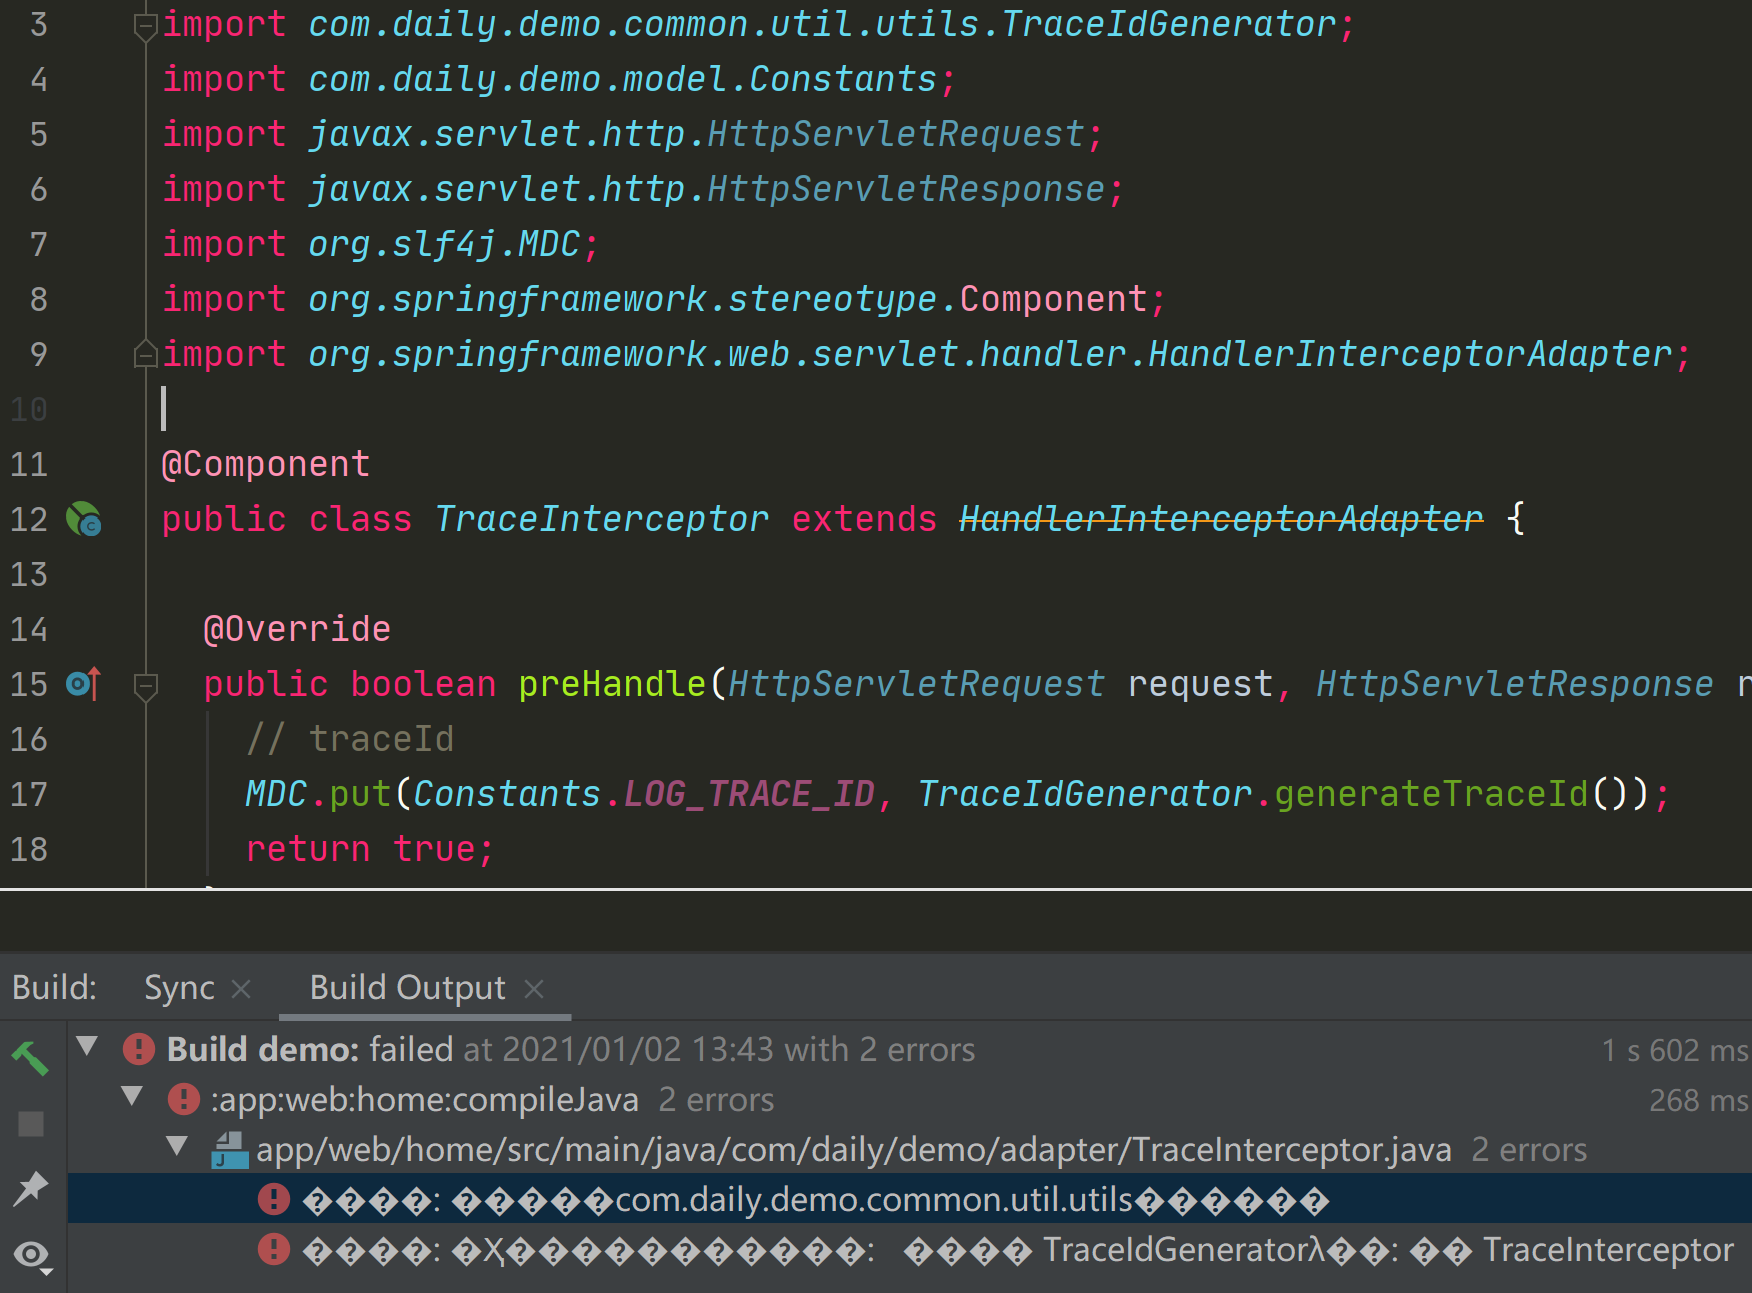 3 import com.daily.demo.common.util.utils.TraceIdGenerator;
4 import com.daily.demo.model.Constants;
5 import javax.servlet.http.HttpServletRequest;
6 import javax.servlet.http.HttpServletResponse;
7 import org.slf4j.MDC;
8 import org.springframework.stereotype.Component;
9 import org.springframework.web.servlet.handler.HandlerInterceptorAdapter;
10
11 @Component
12 public class TraceInterceptor extends HandlerInterceptorAdapter {
13
14 @Override
15 public boolean preHandle(HttpServletRequest request, HttpServletResponse
16 // traceId
17 MDC.put(Constants.LOG_TRACE_ID, TraceIdGenerator.generateTraceId());
18 return true;
Build: Sync Build Output
Build demo: failed at 2021/01/02 13:43 with 2 errors 1 s 602 ms
:app:web:home:compileJava 2 errors 268 ms
app/web/home/src/main/java/com/daily/demo/adapter/TraceInterceptor.java 2 errors
����: �����com.daily.demo.common.util.utils������
����: �Ҳ�����������: ���� TraceIdGeneratorλ��: �� TraceInterceptor